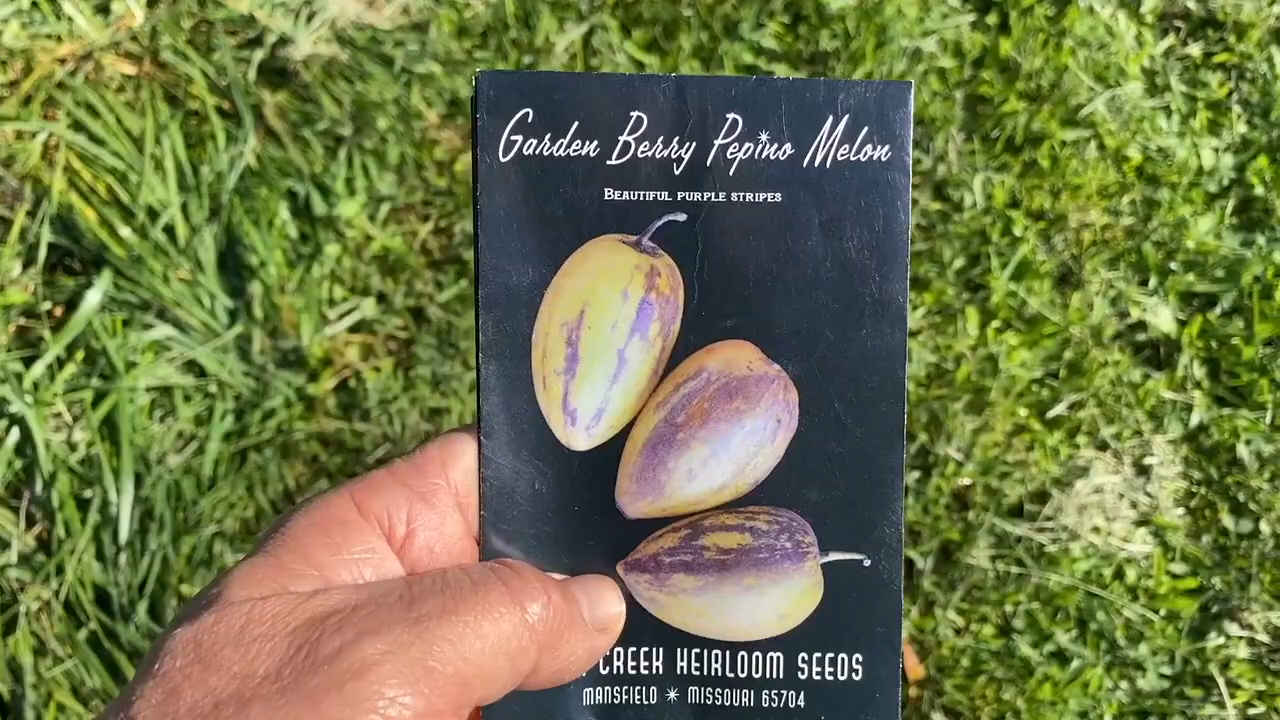 Garden Berry Pepino Melon
Beautiful purple stripes
Creek Heirloom Seeds
Mansfield * Missouri 65704